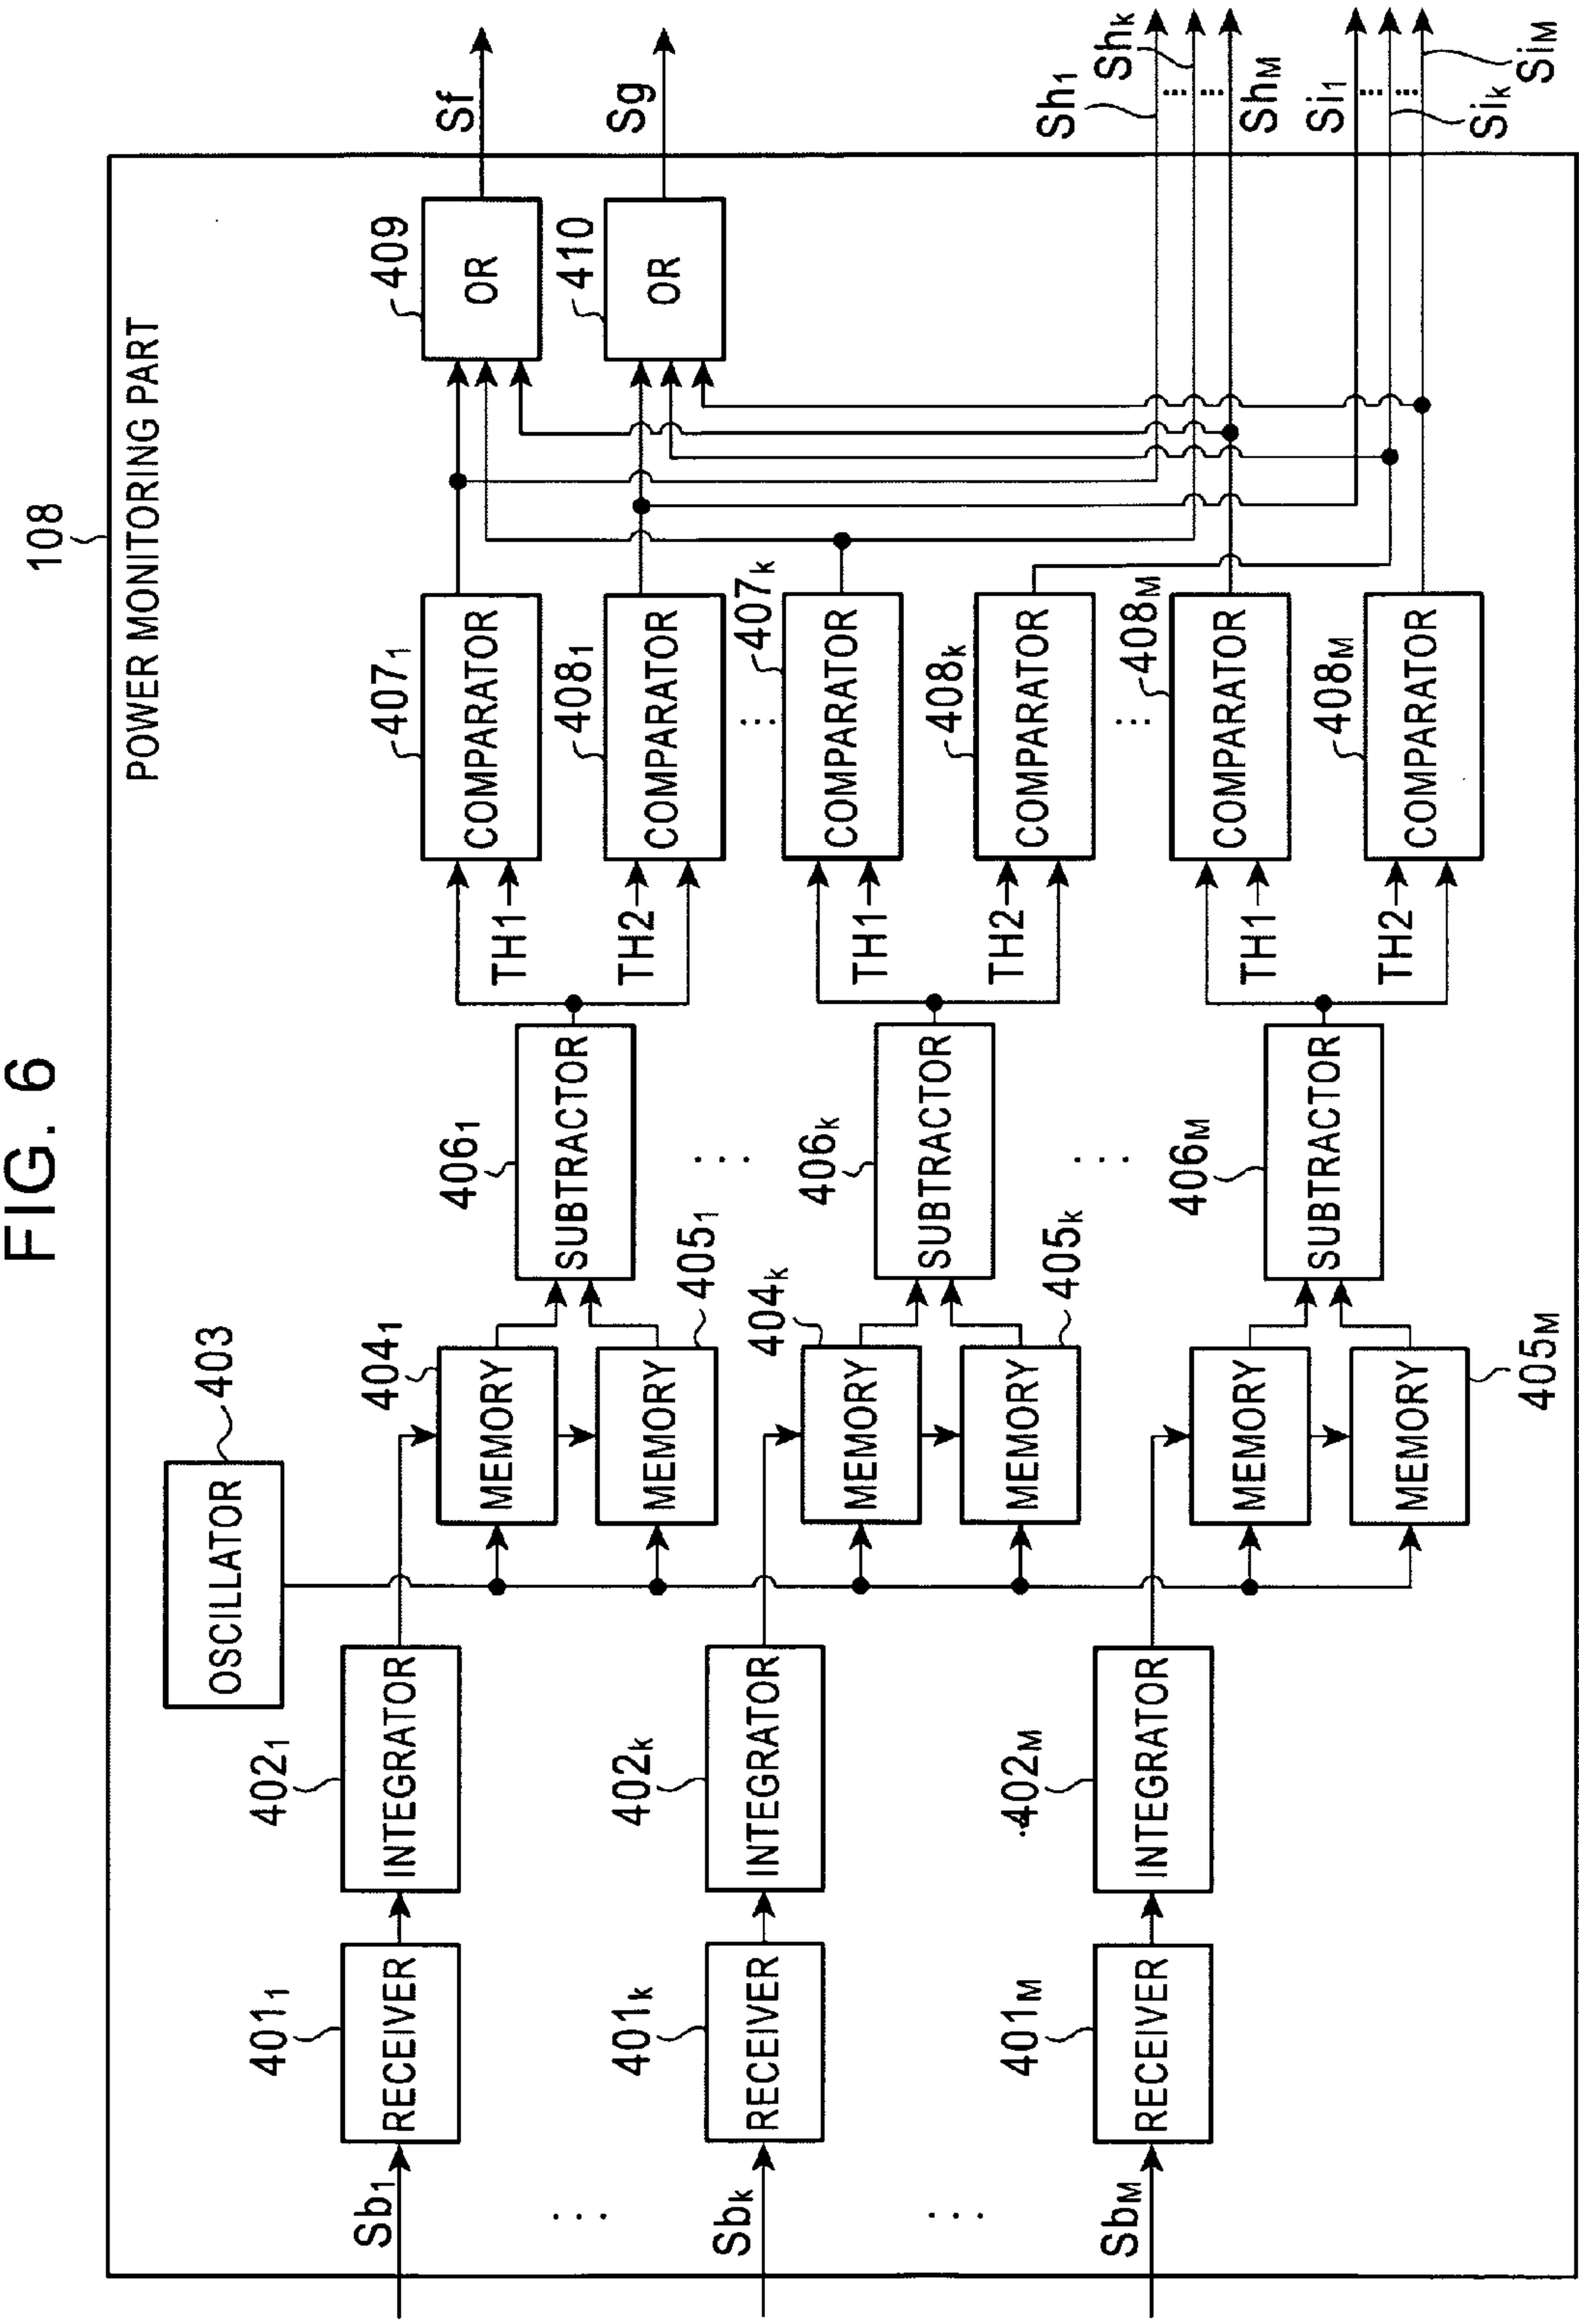 FIG. 6
108
POWER MONITORING PART
OSCILLATOR
403
Sb1
4011
RECEIVER
4021
INTEGRATOR
4041
MEMORY
MEMORY
4051
4061
SUBTRACTOR
TH1
TH2
4071
COMPARATOR
4081
COMPARATOR
409
OR
Sf
410
OR
Sg
...
...
...
Sbk
401k
RECEIVER
402k
INTEGRATOR
404k
MEMORY
MEMORY
405k
406k
SUBTRACTOR
TH1
TH2
407k
COMPARATOR
408k
COMPARATOR
...
...
...
SbM
401M
RECEIVER
402M
INTEGRATOR
MEMORY
MEMORY
405M
406M
SUBTRACTOR
TH1
TH2
408M
COMPARATOR
408M
COMPARATOR
Sh1
Shk
ShM
Si1
Sik
SiM